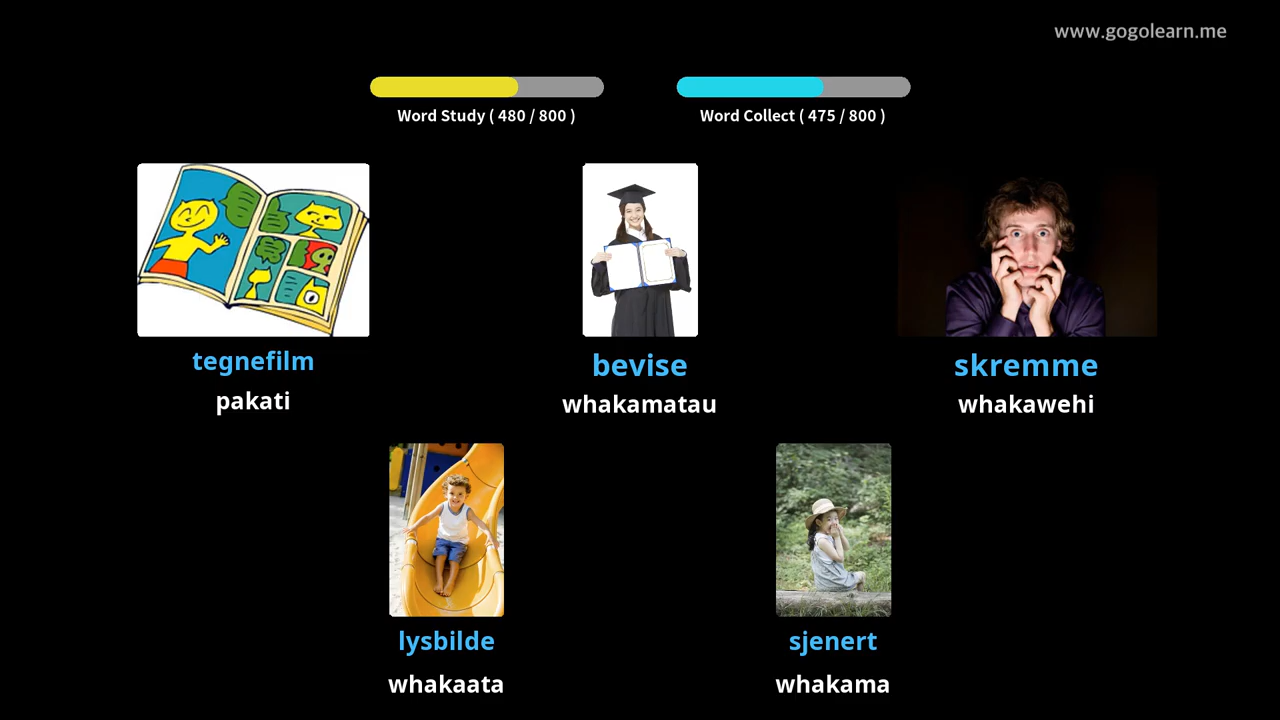 www.gogolearn.me
Word Study ( 480 / 800 )
Word Collect ( 475 / 800 )
tegnefilm
pakati
bevise
whakamatau
skremme
whakawehi
lysbilde
whakaata
sjenert
whakama